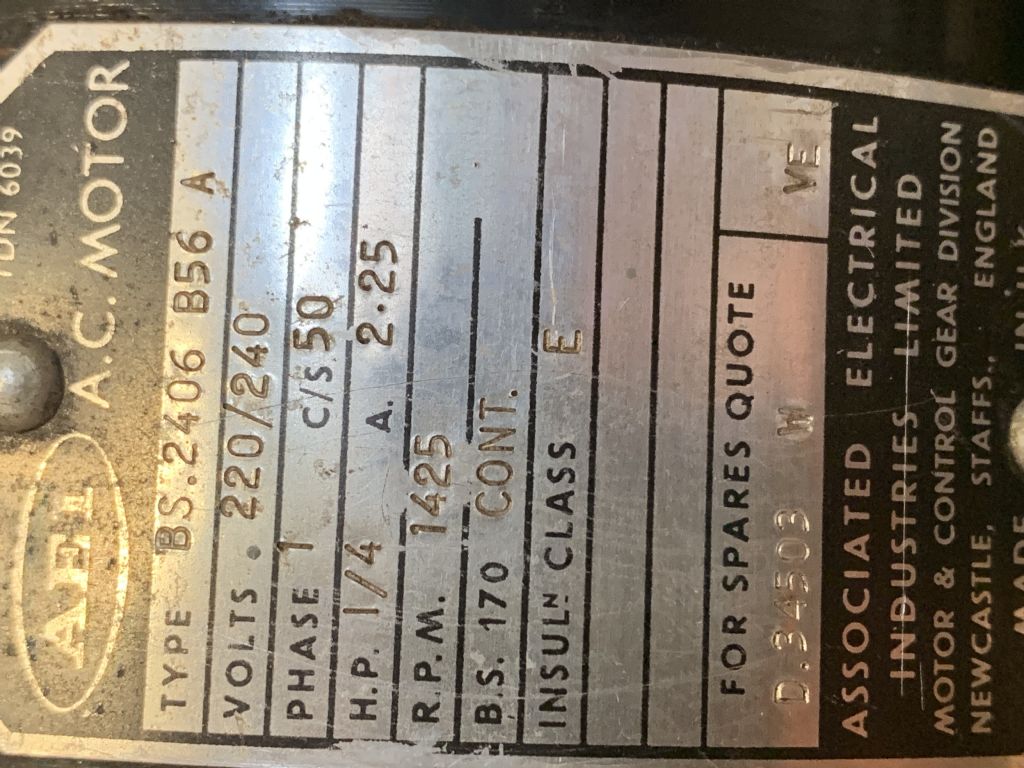 6039
AEI A.C. MOTOR
TYPE BS.2406 B56 A
VOLTS 220/240
PHASE 1 C/S 50
H.P. 1/4 A. 2.25
R.P.M. 1425
B.S. 170 CONT.
INSULN CLASS E
FOR SPARES QUOTE VE
D.34503 W
ASSOCIATED ELECTRICAL
INDUSTRIES LIMITED
MOTOR & CONTROL GEAR DIVISION
NEWCASTLE, STAFFS., ENGLAND
MADE IN U.K.